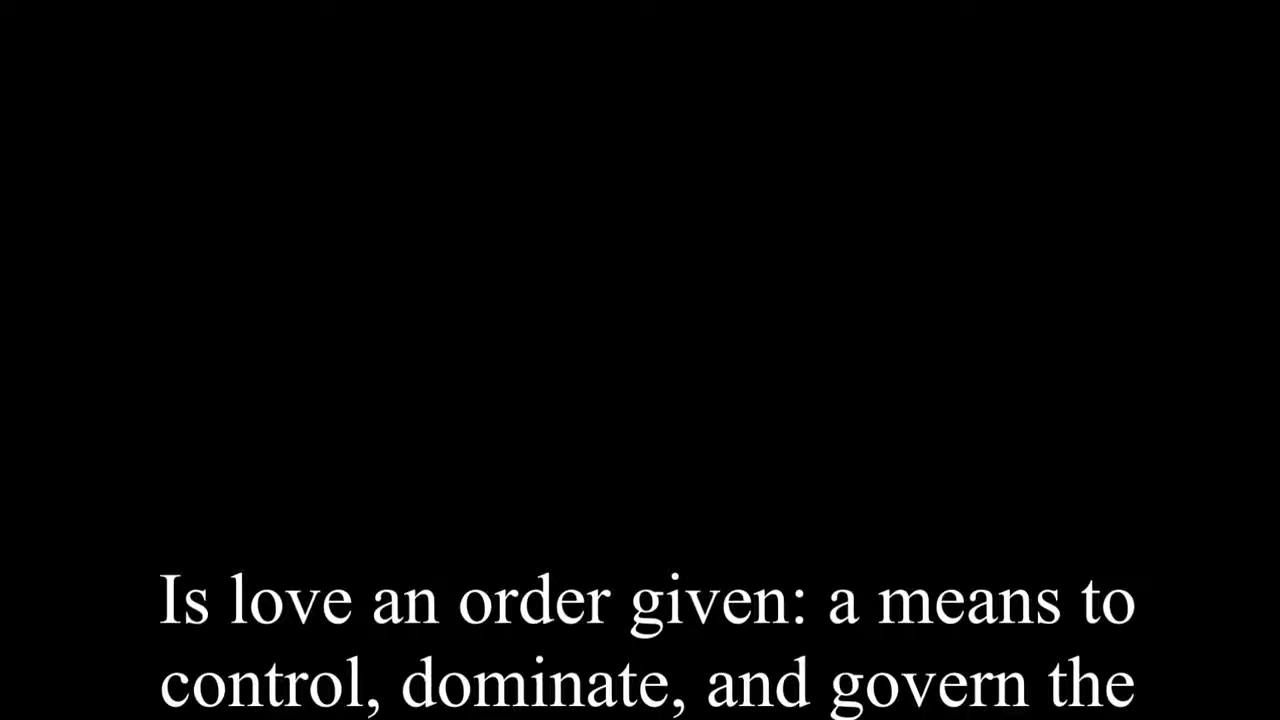 Is love an order given: a means to
control, dominate, and govern the